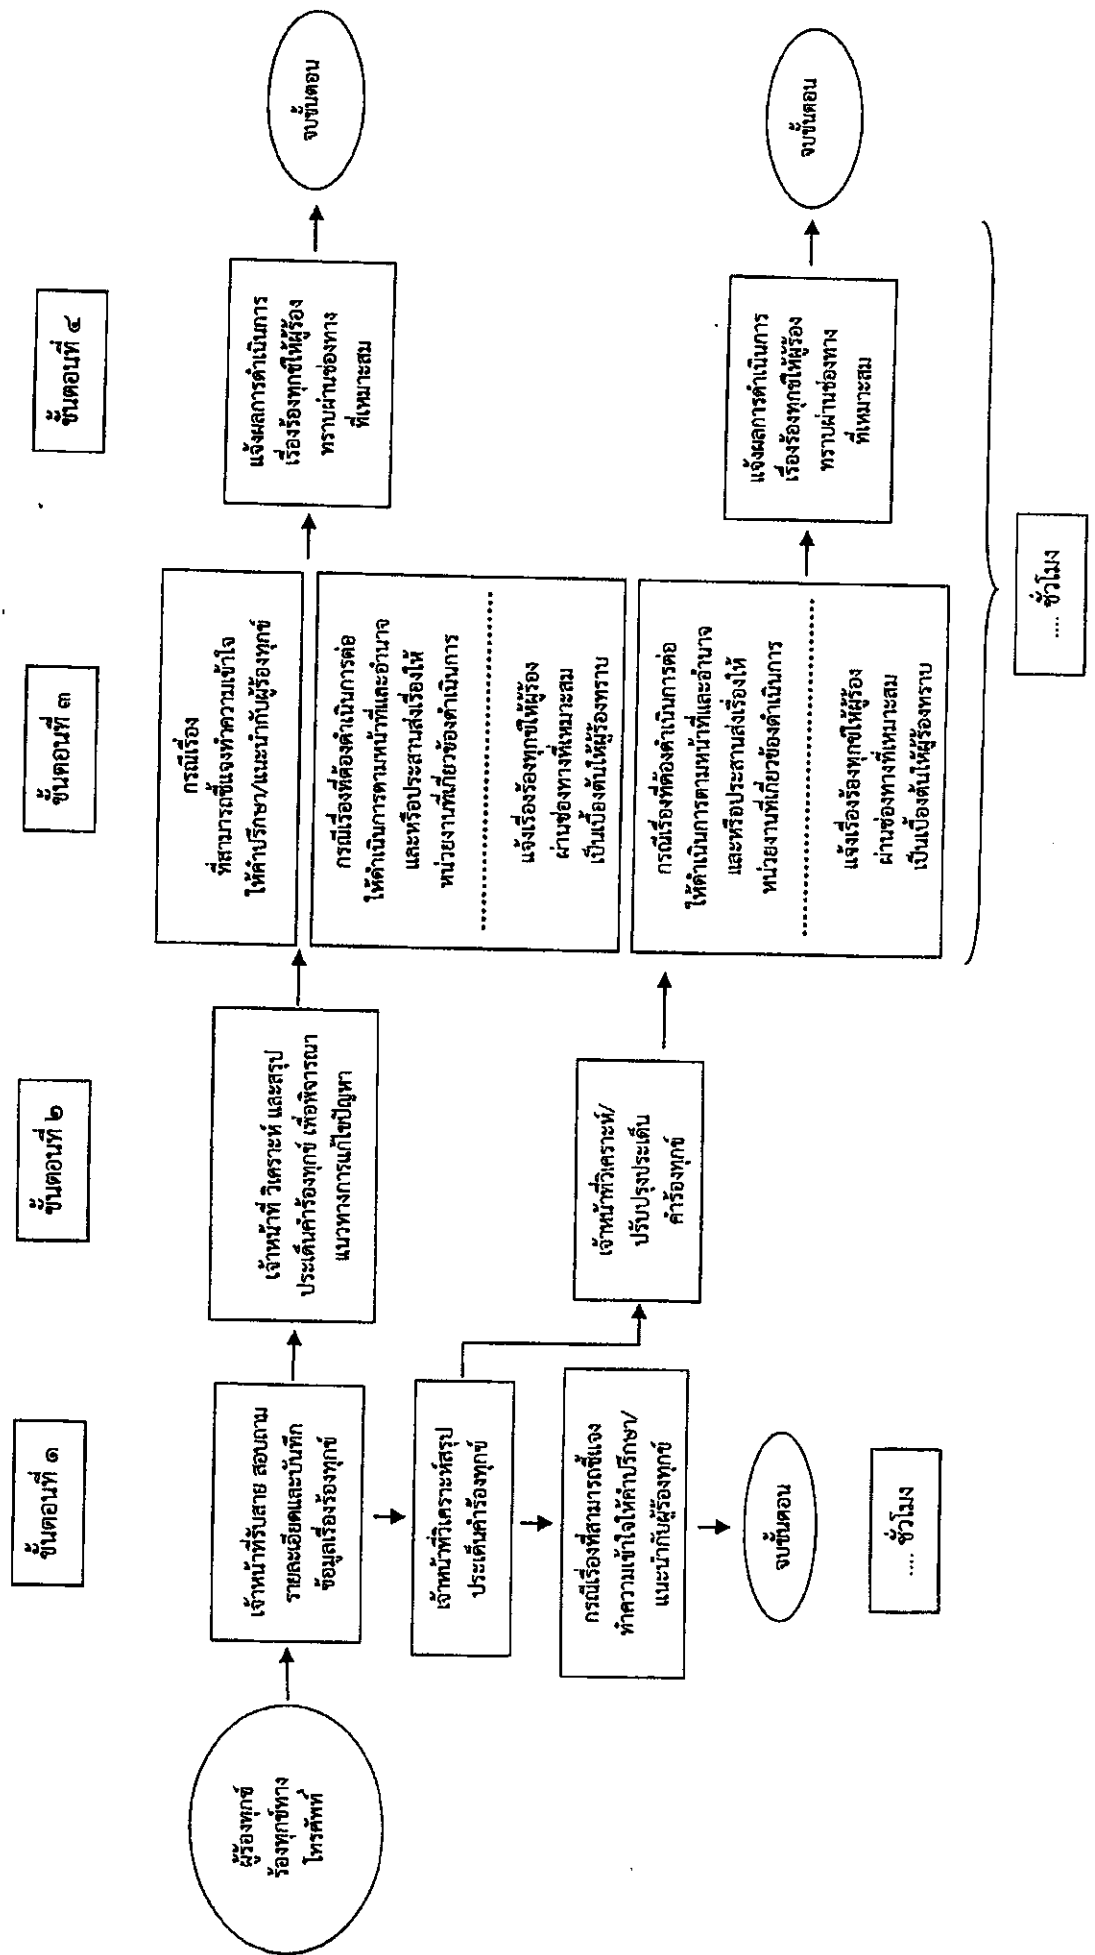 ขั้นตอนที่ ๑
ขั้นตอนที่ ๒
ขั้นตอนที่ ๓
ขั้นตอนที่ ๔
ผู้ร้องทุกข์
ร้องทุกข์ทาง
โทรศัพท์
เจ้าหน้าที่รับสาย สอบถาม
รายละเอียดและบันทึก
ข้อมูลเรื่องร้องทุกข์
เจ้าหน้าที่ วิเคราะห์ และสรุป
ประเด็นคำร้องทุกข์ เพื่อพิจารณา
แนวทางการแก้ไขปัญหา
กรณีเรื่อง
ที่สามารถชี้แจงทำความเข้าใจ
ให้คำปรึกษา/แนะนำกับผู้ร้องทุกข์
กรณีเรื่องที่ต้องดำเนินการต่อ
ให้ดำเนินการตามหน้าที่และอำนาจ
และหรือประสานส่งเรื่องให้
หน่วยงานที่เกี่ยวข้องดำเนินการ
................................
แจ้งเรื่องร้องทุกข์ให้ผู้ร้อง
ผ่านช่องทางที่เหมาะสม
เป็นเบื้องต้นให้ผู้ร้องทราบ
แจ้งผลการดำเนินการ
เรื่องร้องทุกข์ให้ผู้ร้อง
ทราบผ่านช่องทาง
ที่เหมาะสม
จบขั้นตอน
เจ้าหน้าที่วิเคราะห์สรุป
ประเด็นคำร้องทุกข์
กรณีเรื่องที่สามารถชี้แจง
ทำความเข้าใจให้คำปรึกษา/
แนะนำกับผู้ร้องทุกข์
จบขั้นตอน
.... ชั่วโมง
เจ้าหน้าที่วิเคราะห์/
ปรับปรุงประเด็น
คำร้องทุกข์
กรณีเรื่องที่ต้องดำเนินการต่อ
ให้ดำเนินการตามหน้าที่และอำนาจ
และหรือประสานส่งเรื่องให้
หน่วยงานที่เกี่ยวข้องดำเนินการ
................................
แจ้งเรื่องร้องทุกข์ให้ผู้ร้อง
ผ่านช่องทางที่เหมาะสม
เป็นเบื้องต้นให้ผู้ร้องทราบ
แจ้งผลการดำเนินการ
เรื่องร้องทุกข์ให้ผู้ร้อง
ทราบผ่านช่องทาง
ที่เหมาะสม
จบขั้นตอน
.... ชั่วโมง